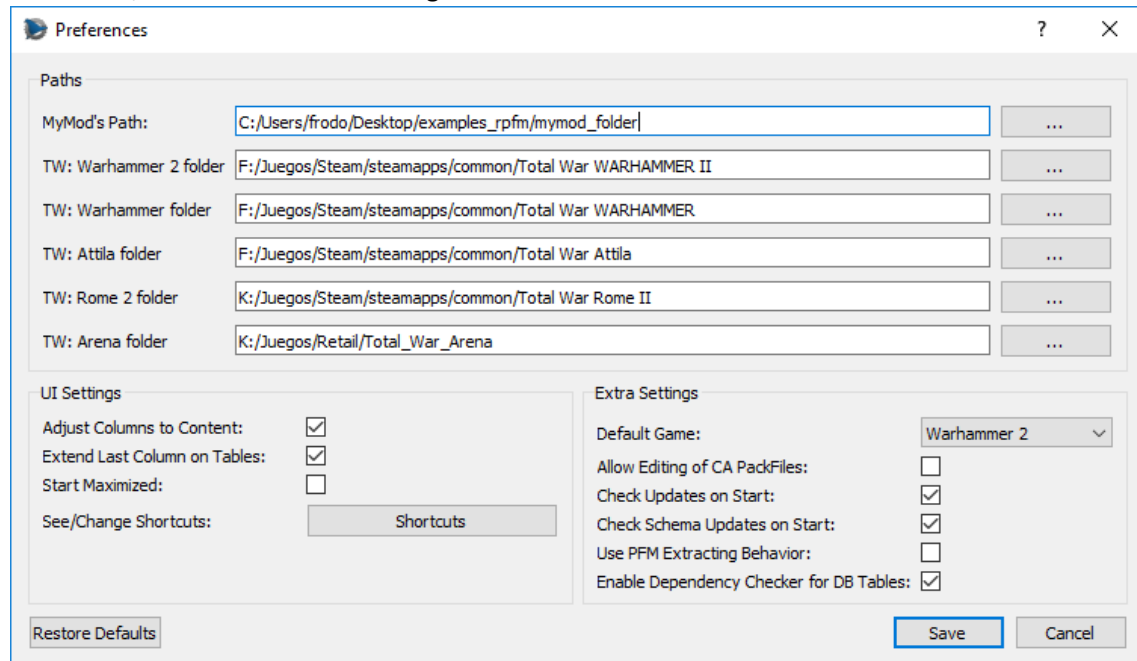 Preferences
?
Paths
MyMod's Path: C:/Users/frodo/Desktop/examples_rpfm/mymod_folder ...
TW: Warhammer 2 folder F:/Juegos/Steam/steamapps/common/Total War WARHAMMER II ...
TW: Warhammer folder F:/Juegos/Steam/steamapps/common/Total War WARHAMMER ...
TW: Attila folder F:/Juegos/Steam/steamapps/common/Total War Attila ...
TW: Rome 2 folder K:/Juegos/Steam/steamapps/common/Total War Rome II ...
TW: Arena folder K:/Juegos/Retail/Total_War_Arena ...
UI Settings
Adjust Columns to Content:
Extend Last Column on Tables:
Start Maximized:
See/Change Shortcuts: Shortcuts
Extra Settings
Default Game: Warhammer 2
Allow Editing of CA PackFiles:
Check Updates on Start:
Check Schema Updates on Start:
Use PFM Extracting Behavior:
Enable Dependency Checker for DB Tables:
Restore Defaults
Save
Cancel